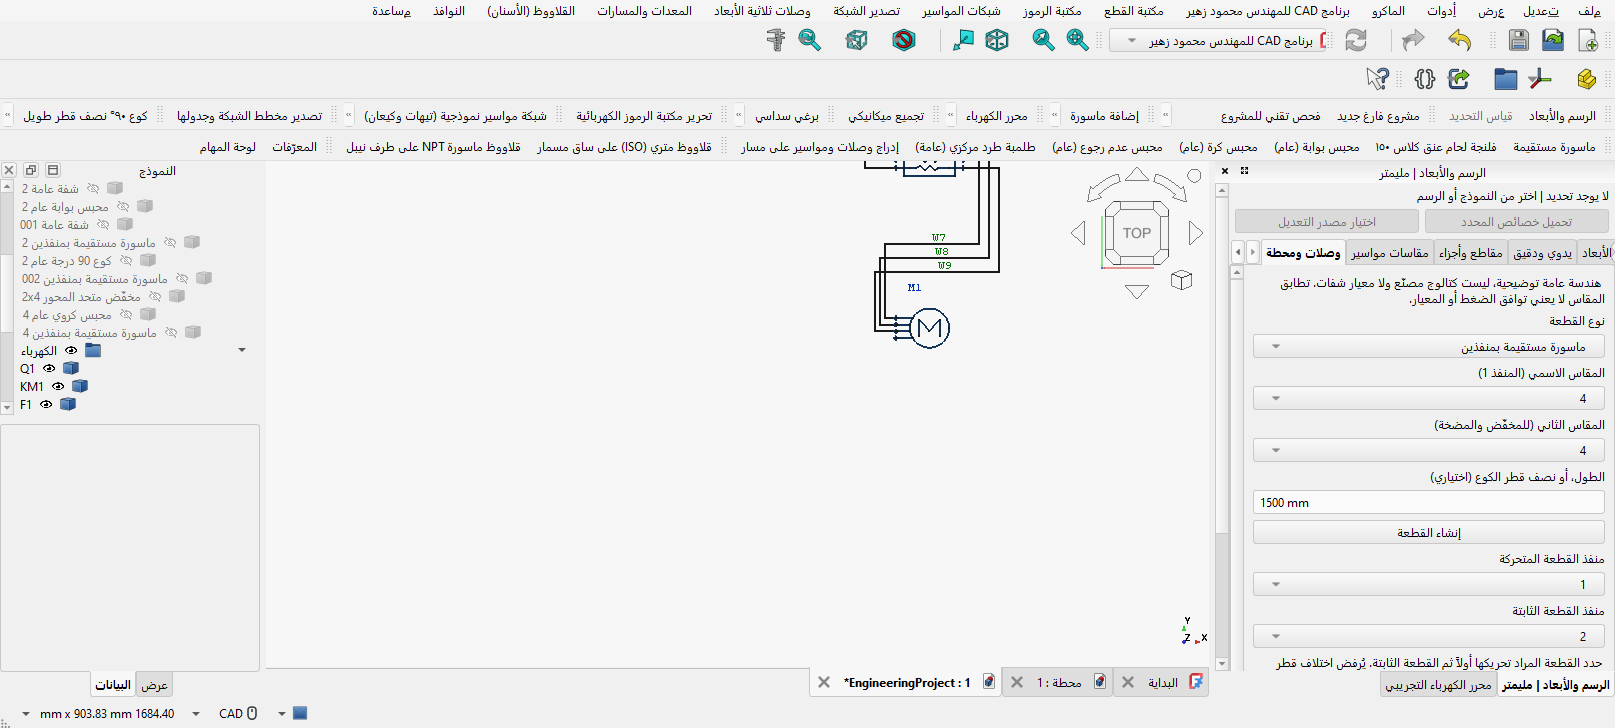 ملف
تعديل
عرض
أدوات
الماكرو
برنامج CAD للمهندس محمود زهير
مكتبة القطع
مكتبة الرموز
شبكات المواسير
تصدير الشبكة
وصلات ثلاثية الأبعاد
المعدات والمسارات
القلاووظ (الأسنان)
النوافذ
مساعدة
برنامج CAD للمهندس محمود زهير
الرسم والأبعاد
قياس التحديد
مشروع فارغ جديد
فحص تقني للمشروع
إضافة ماسورة
محرر الكهرباء
تجميع ميكانيكي
برغي سداسي
تحرير مكتبة الرموز الكهربائية
شبكة مواسير نموذجية (تيهات وكيعان)
تصدير مخطط الشبكة وجدولها
كوع ٩٠° نصف قطر طويل
ماسورة مستقيمة
فلنجة لحام عنق كلاس ١٥٠
محبس بوابة (عام)
محبس كرة (عام)
محبس عدم رجوع (عام)
طلمبة طرد مركزي (عامة)
إدراج وصلات ومواسير على مسار
قلاووظ متري (ISO) على ساق مسمار
قلاووظ ماسورة NPT على طرف نيبل
المعرّفات
لوحة المهام
الرسم والأبعاد | مليمتر
لا يوجد تحديد | اختر من النموذج أو الرسم
تحميل خصائص المحدد
اختيار مصدر التعديل
الأبعاد
يدوي ودقيق
مقاطع وأجزاء
مقاسات مواسير
وصلات ومحطة
هندسة عامة توضيحية، ليست كتالوج مصنّع ولا معيار شفات. تطابق
المقاس لا يعني توافق الضغط أو المعيار.
نوع القطعة
ماسورة مستقيمة بمنفذين
المقاس الاسمي (المنفذ 1)
4
المقاس الثاني (للمخفّض والمضخة)
4
الطول، أو نصف قطر الكوع (اختياري)
1500 mm
إنشاء القطعة
منفذ القطعة المتحركة
1
منفذ القطعة الثابتة
2
حدد القطعة المراد تحريكها أولاً ثم القطعة الثابتة. يُرفض اختلاف قطر
الرسم والأبعاد | مليمتر
محرر الكهرباء التجريبي
W7
W8
W9
M1
M
TOP
Y
Z
X
النموذج
شفة عامة 2
محبس بوابة عام 2
شفة عامة 001
ماسورة مستقيمة بمنفذين 2
كوع 90 درجة عام 2
ماسورة مستقيمة بمنفذين 002
مخفّض متحد المحور 2x4
محبس كروي عام 4
ماسورة مستقيمة بمنفذين 4
الكهرباء
Q1
KM1
F1
عرض
البيانات
البداية
محطة : 1
EngineeringProject : 1*
CAD
1684.40 mm x 903.83 mm